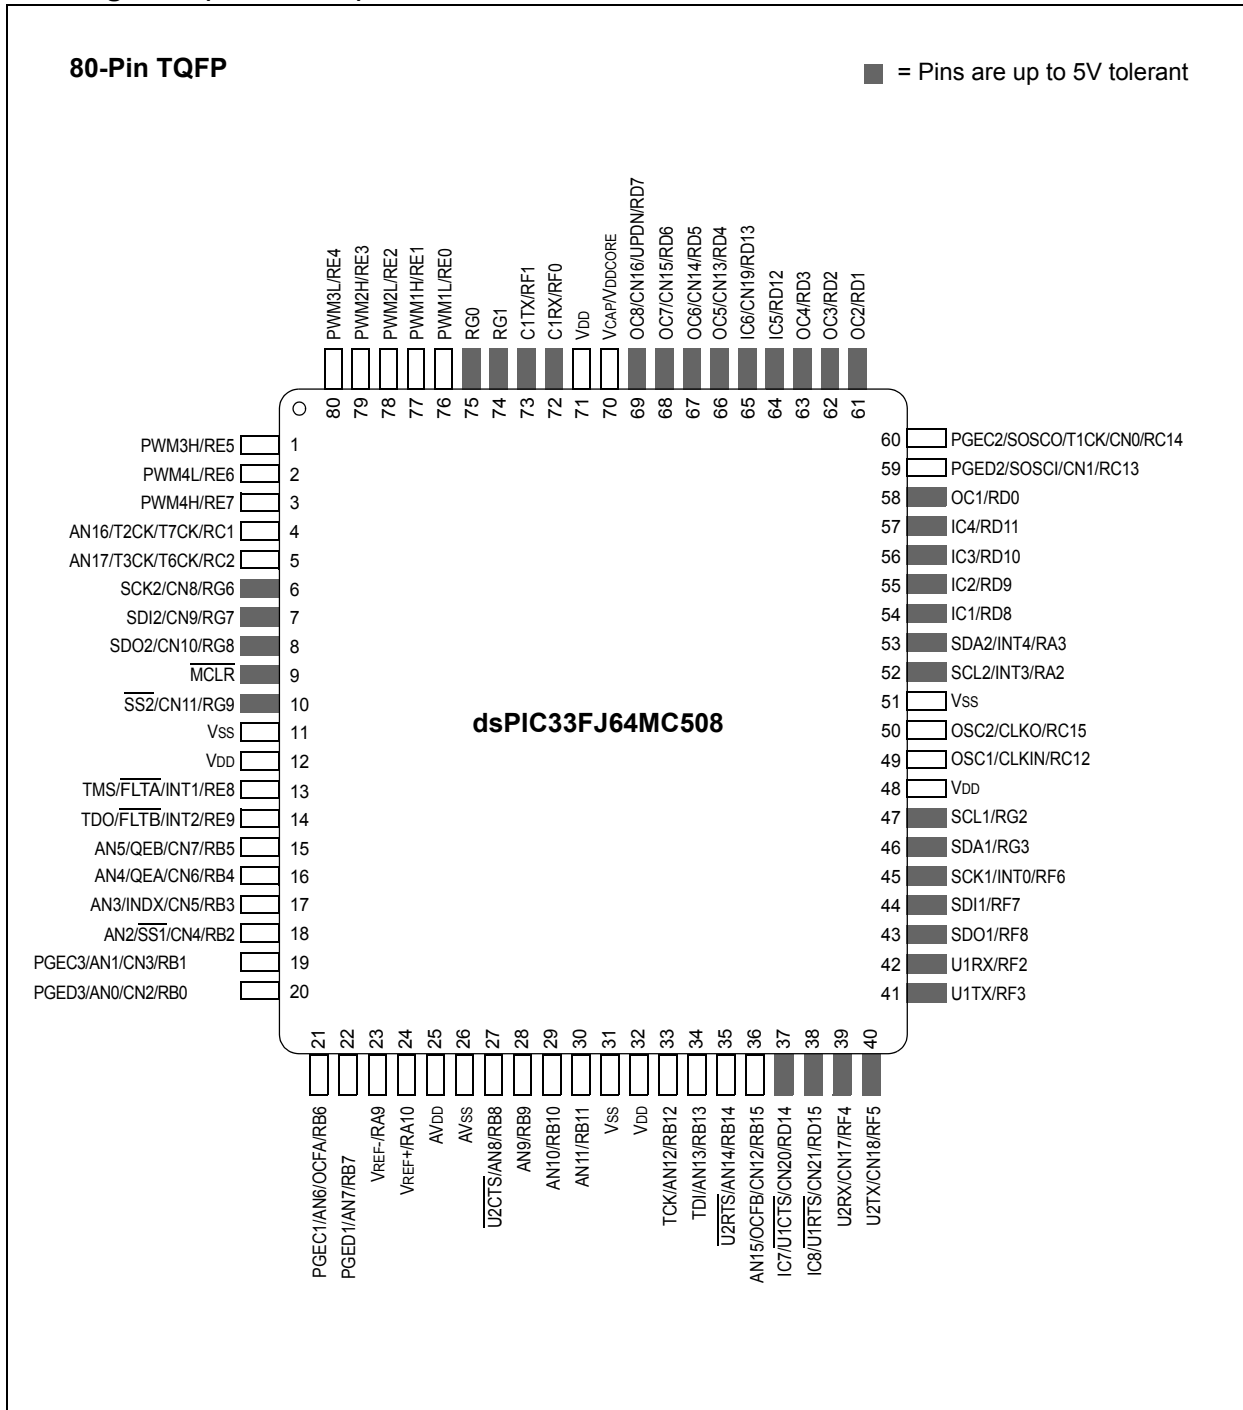 80-Pin TQFP
= Pins are up to 5V tolerant
PWM3L/RE4
PWM2H/RE3
PWM2L/RE2
PWM1H/RE1
PWM1L/RE0
RG0
RG1
C1TX/RF1
C1RX/RF0
VDD
VCAP/VDDCORE
OC8/CN16/UPDN/RD7
OC7/CN15/RD6
OC6/CN14/RD5
OC5/CN13/RD4
IC6/CN19/RD13
IC5/RD12
OC4/RD3
OC3/RD2
OC2/RD1
80 79 78 77 76 75 74 73 72 71 70 69 68 67 66 65 64 63 62 61
PWM3H/RE5 1
PWM4L/RE6 2
PWM4H/RE7 3
AN16/T2CK/T7CK/RC1 4
AN17/T3CK/T6CK/RC2 5
SCK2/CN8/RG6 6
SDI2/CN9/RG7 7
SDO2/CN10/RG8 8
MCLR 9
SS2/CN11/RG9 10
VSS 11
VDD 12
TMS/FLTA/INT1/RE8 13
TDO/FLTB/INT2/RE9 14
AN5/QEB/CN7/RB5 15
AN4/QEA/CN6/RB4 16
AN3/INDX/CN5/RB3 17
AN2/SS1/CN4/RB2 18
PGEC3/AN1/CN3/RB1 19
PGED3/AN0/CN2/RB0 20
dsPIC33FJ64MC508
60 PGEC2/SOSCO/T1CK/CN0/RC14
59 PGED2/SOSCI/CN1/RC13
58 OC1/RD0
57 IC4/RD11
56 IC3/RD10
55 IC2/RD9
54 IC1/RD8
53 SDA2/INT4/RA3
52 SCL2/INT3/RA2
51 VSS
50 OSC2/CLKO/RC15
49 OSC1/CLKIN/RC12
48 VDD
47 SCL1/RG2
46 SDA1/RG3
45 SCK1/INT0/RF6
44 SDI1/RF7
43 SDO1/RF8
42 U1RX/RF2
41 U1TX/RF3
21 22 23 24 25 26 27 28 29 30 31 32 33 34 35 36 37 38 39 40
PGEC1/AN6/OCFA/RB6
PGED1/AN7/RB7
VREF-/RA9
VREF+/RA10
AVDD
AVSS
U2CTS/AN8/RB8
AN9/RB9
AN10/RB10
AN11/RB11
VSS
VDD
TCK/AN12/RB12
TDI/AN13/RB13
U2RTS/AN14/RB14
AN15/OCFB/CN12/RB15
IC7/U1CTS/CN20/RD14
IC8/U1RTS/CN21/RD15
U2RX/CN17/RF4
U2TX/CN18/RF5